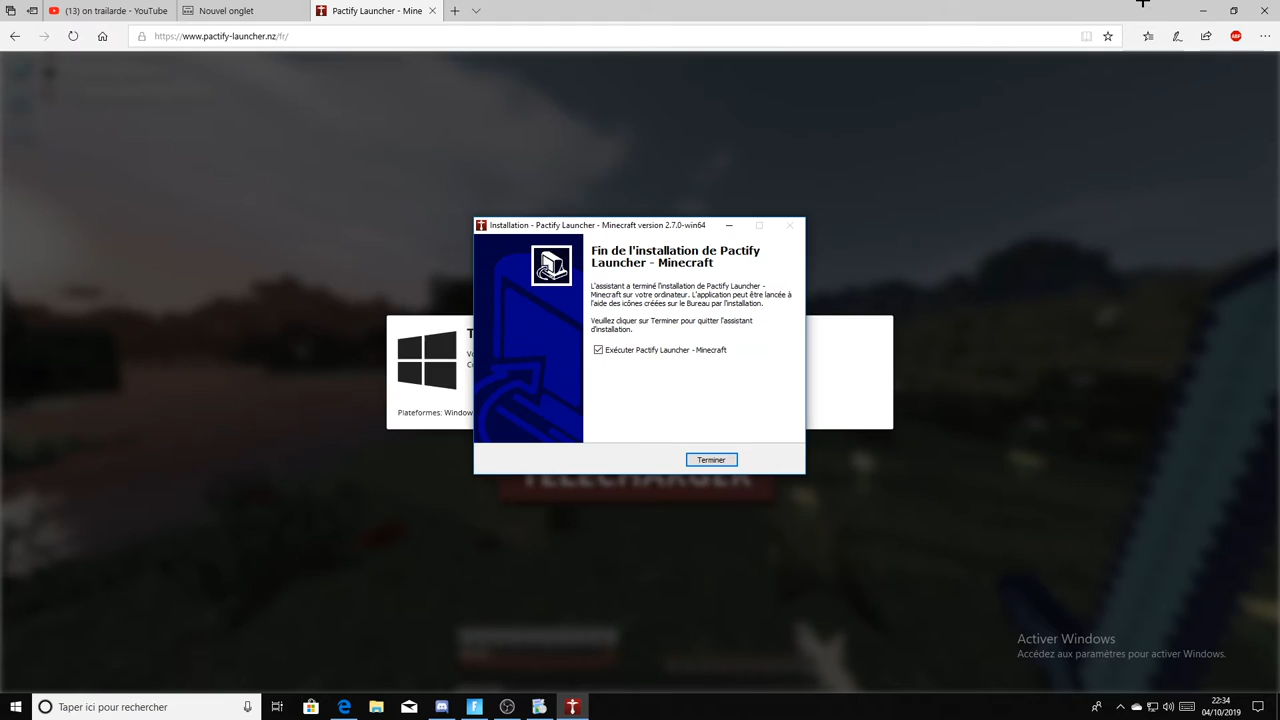 (13) on trailarde - YouTube
Nouvel onglet
Pactify Launcher - Mine
https://www.pactify-launcher.nz/fr/
ABP
Installation - Pactify Launcher - Minecraft version 2.7.0-win64
Fin de l'installation de Pactify
Launcher - Minecraft
L'assistant a terminé l'installation de Pactify Launcher -
Minecraft sur votre ordinateur. L'application peut être lancée à
l'aide des icônes créées sur le Bureau par l'installation.
Veuillez cliquer sur Terminer pour quitter l'assistant
d'installation.
Exécuter Pactify Launcher - Minecraft
Plateformes: Window
Terminer
TÉLÉCHARGER
Activer Windows
Accédez aux paramètres pour activer Windows.
Taper ici pour rechercher
22:34
04/10/2019